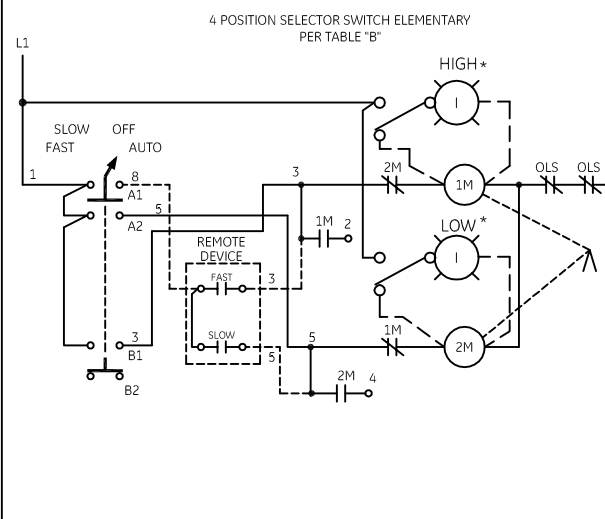 4 POSITION SELECTOR SWITCH ELEMENTARY
PER TABLE "B"
L1
HIGH *
I
SLOW OFF
FAST AUTO
1
8
A1
5
A2
3
2M
1M
OLS OLS
1M 2
LOW *
I
REMOTE
DEVICE
FAST
3
SLOW
5
3
B1
B2
5
1M
2M
2M 4